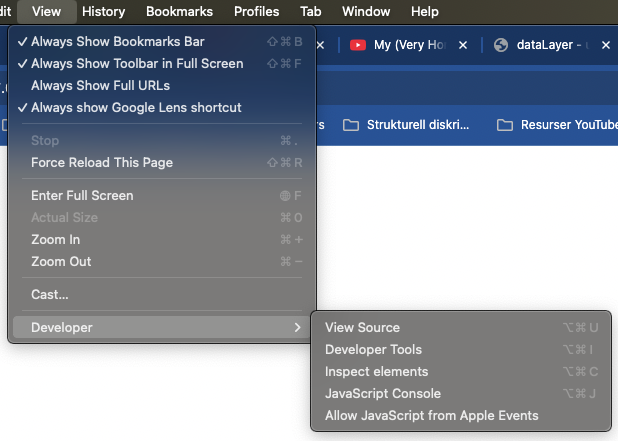 View History Bookmarks Profiles Tab Window Help
✓ Always Show Bookmarks Bar ⇧⌘B
✓ Always Show Toolbar in Full Screen ⇧⌘F
Always Show Full URLs
✓ Always show Google Lens shortcut
Stop ⌘.
Force Reload This Page ⇧⌘R
Enter Full Screen 🌐F
Actual Size ⌘0
Zoom In ⌘+
Zoom Out ⌘−
Cast...
Developer >
My (Very Ho
dataLayer -
Strukturell diskri...
Resurser YouTube
View Source ⌥⌘U
Developer Tools ⌥⌘I
Inspect elements ⌥⌘C
JavaScript Console ⌥⌘J
Allow JavaScript from Apple Events